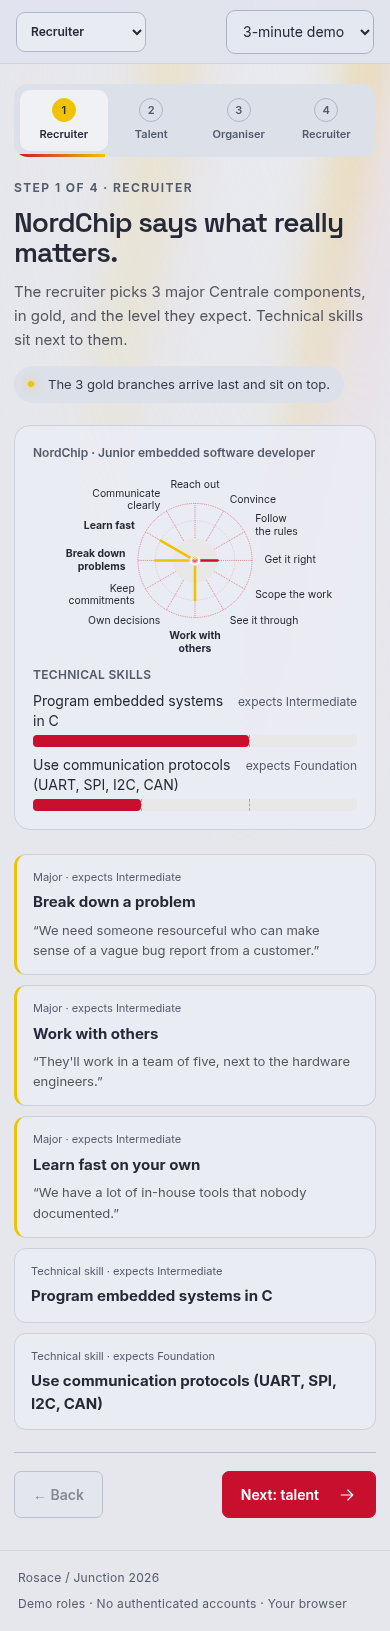 Recruiter
3-minute demo
1
2
3
4
Recruiter
Talent
Organiser
Recruiter
STEP 1 OF 4 · RECRUITER
NordChip says what really
matters.
The recruiter picks 3 major Centrale components,
in gold, and the level they expect. Technical skills
sit next to them.
The 3 gold branches arrive last and sit on top.
NordChip · Junior embedded software developer
Reach out
Communicate
clearly
Convince
Learn fast
Follow
the rules
Break down
problems
Get it right
Keep
commitments
Scope the work
Own decisions
See it through
Work with
others
TECHNICAL SKILLS
Program embedded systems
in C
expects Intermediate
Use communication protocols
(UART, SPI, I2C, CAN)
expects Foundation
Major · expects Intermediate
Break down a problem
“We need someone resourceful who can make
sense of a vague bug report from a customer.”
Major · expects Intermediate
Work with others
“They'll work in a team of five, next to the hardware
engineers.”
Major · expects Intermediate
Learn fast on your own
“We have a lot of in-house tools that nobody
documented.”
Technical skill · expects Intermediate
Program embedded systems in C
Technical skill · expects Foundation
Use communication protocols (UART, SPI,
I2C, CAN)
← Back
Next: talent →
Rosace / Junction 2026
Demo roles · No authenticated accounts · Your browser